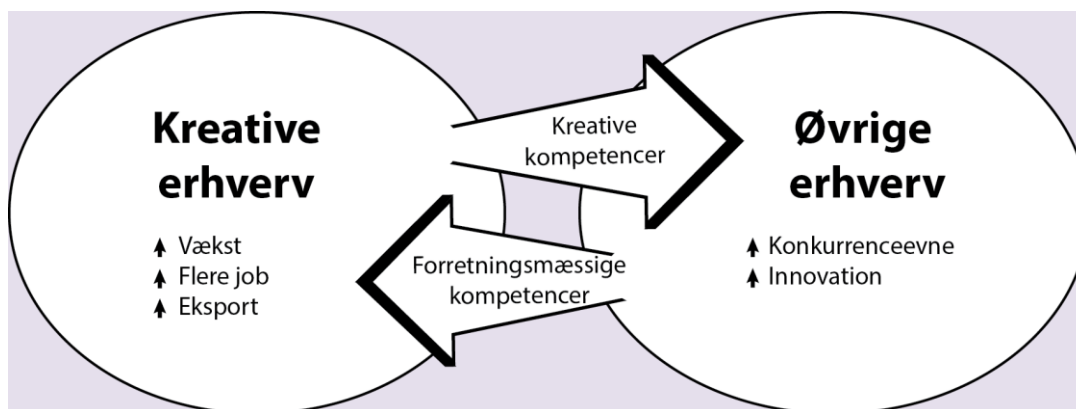 Kreative
erhverv
Vækst
Flere job
Eksport
Kreative
kompetencer
Forretningsmæssige
kompetencer
Øvrige
erhverv
Konkurrenceevne
Innovation